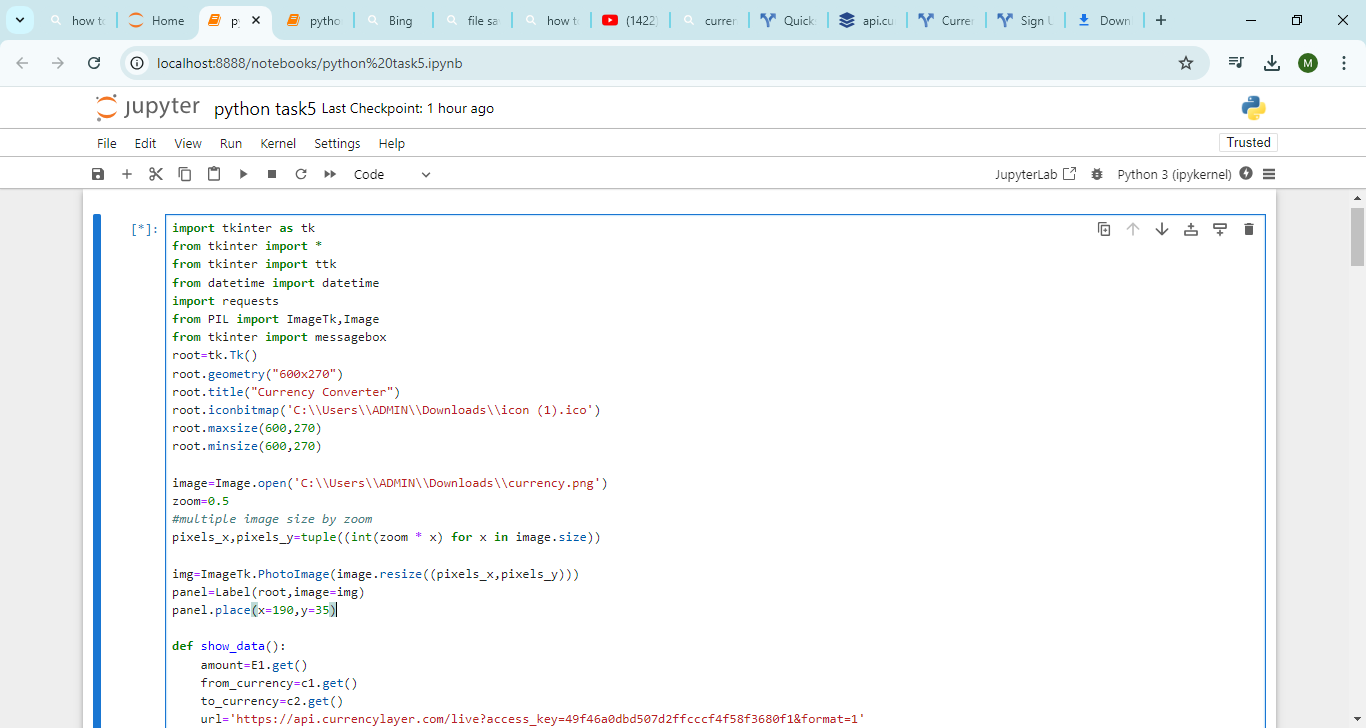 how to
Home
py
pytho
Bing
file sa
how t
(1422)
curren
Quick
api.cu
Curre
Sign U
Down
localhost:8888/notebooks/python%20task5.ipynb
M
jupyter python task5 Last Checkpoint: 1 hour ago
File Edit View Run Kernel Settings Help
Trusted
Code
JupyterLab
Python 3 (ipykernel)
[*]:
import tkinter as tk
from tkinter import *
from tkinter import ttk
from datetime import datetime
import requests
from PIL import ImageTk,Image
from tkinter import messagebox
root=tk.Tk()
root.geometry("600x270")
root.title("Currency Converter")
root.iconbitmap('C:\\Users\\ADMIN\\Downloads\\icon (1).ico')
root.maxsize(600,270)
root.minsize(600,270)
image=Image.open('C:\\Users\\ADMIN\\Downloads\\currency.png')
zoom=0.5
#multiple image size by zoom
pixels_x,pixels_y=tuple((int(zoom * x) for x in image.size))
img=ImageTk.PhotoImage(image.resize((pixels_x,pixels_y)))
panel=Label(root,image=img)
panel.place(x=190,y=35)
def show_data():
    amount=E1.get()
    from_currency=c1.get()
    to_currency=c2.get()
    url='https://api.currencylayer.com/live?access_key=49f46a0dbd507d2ffcccf4f58f3680f1&format=1'